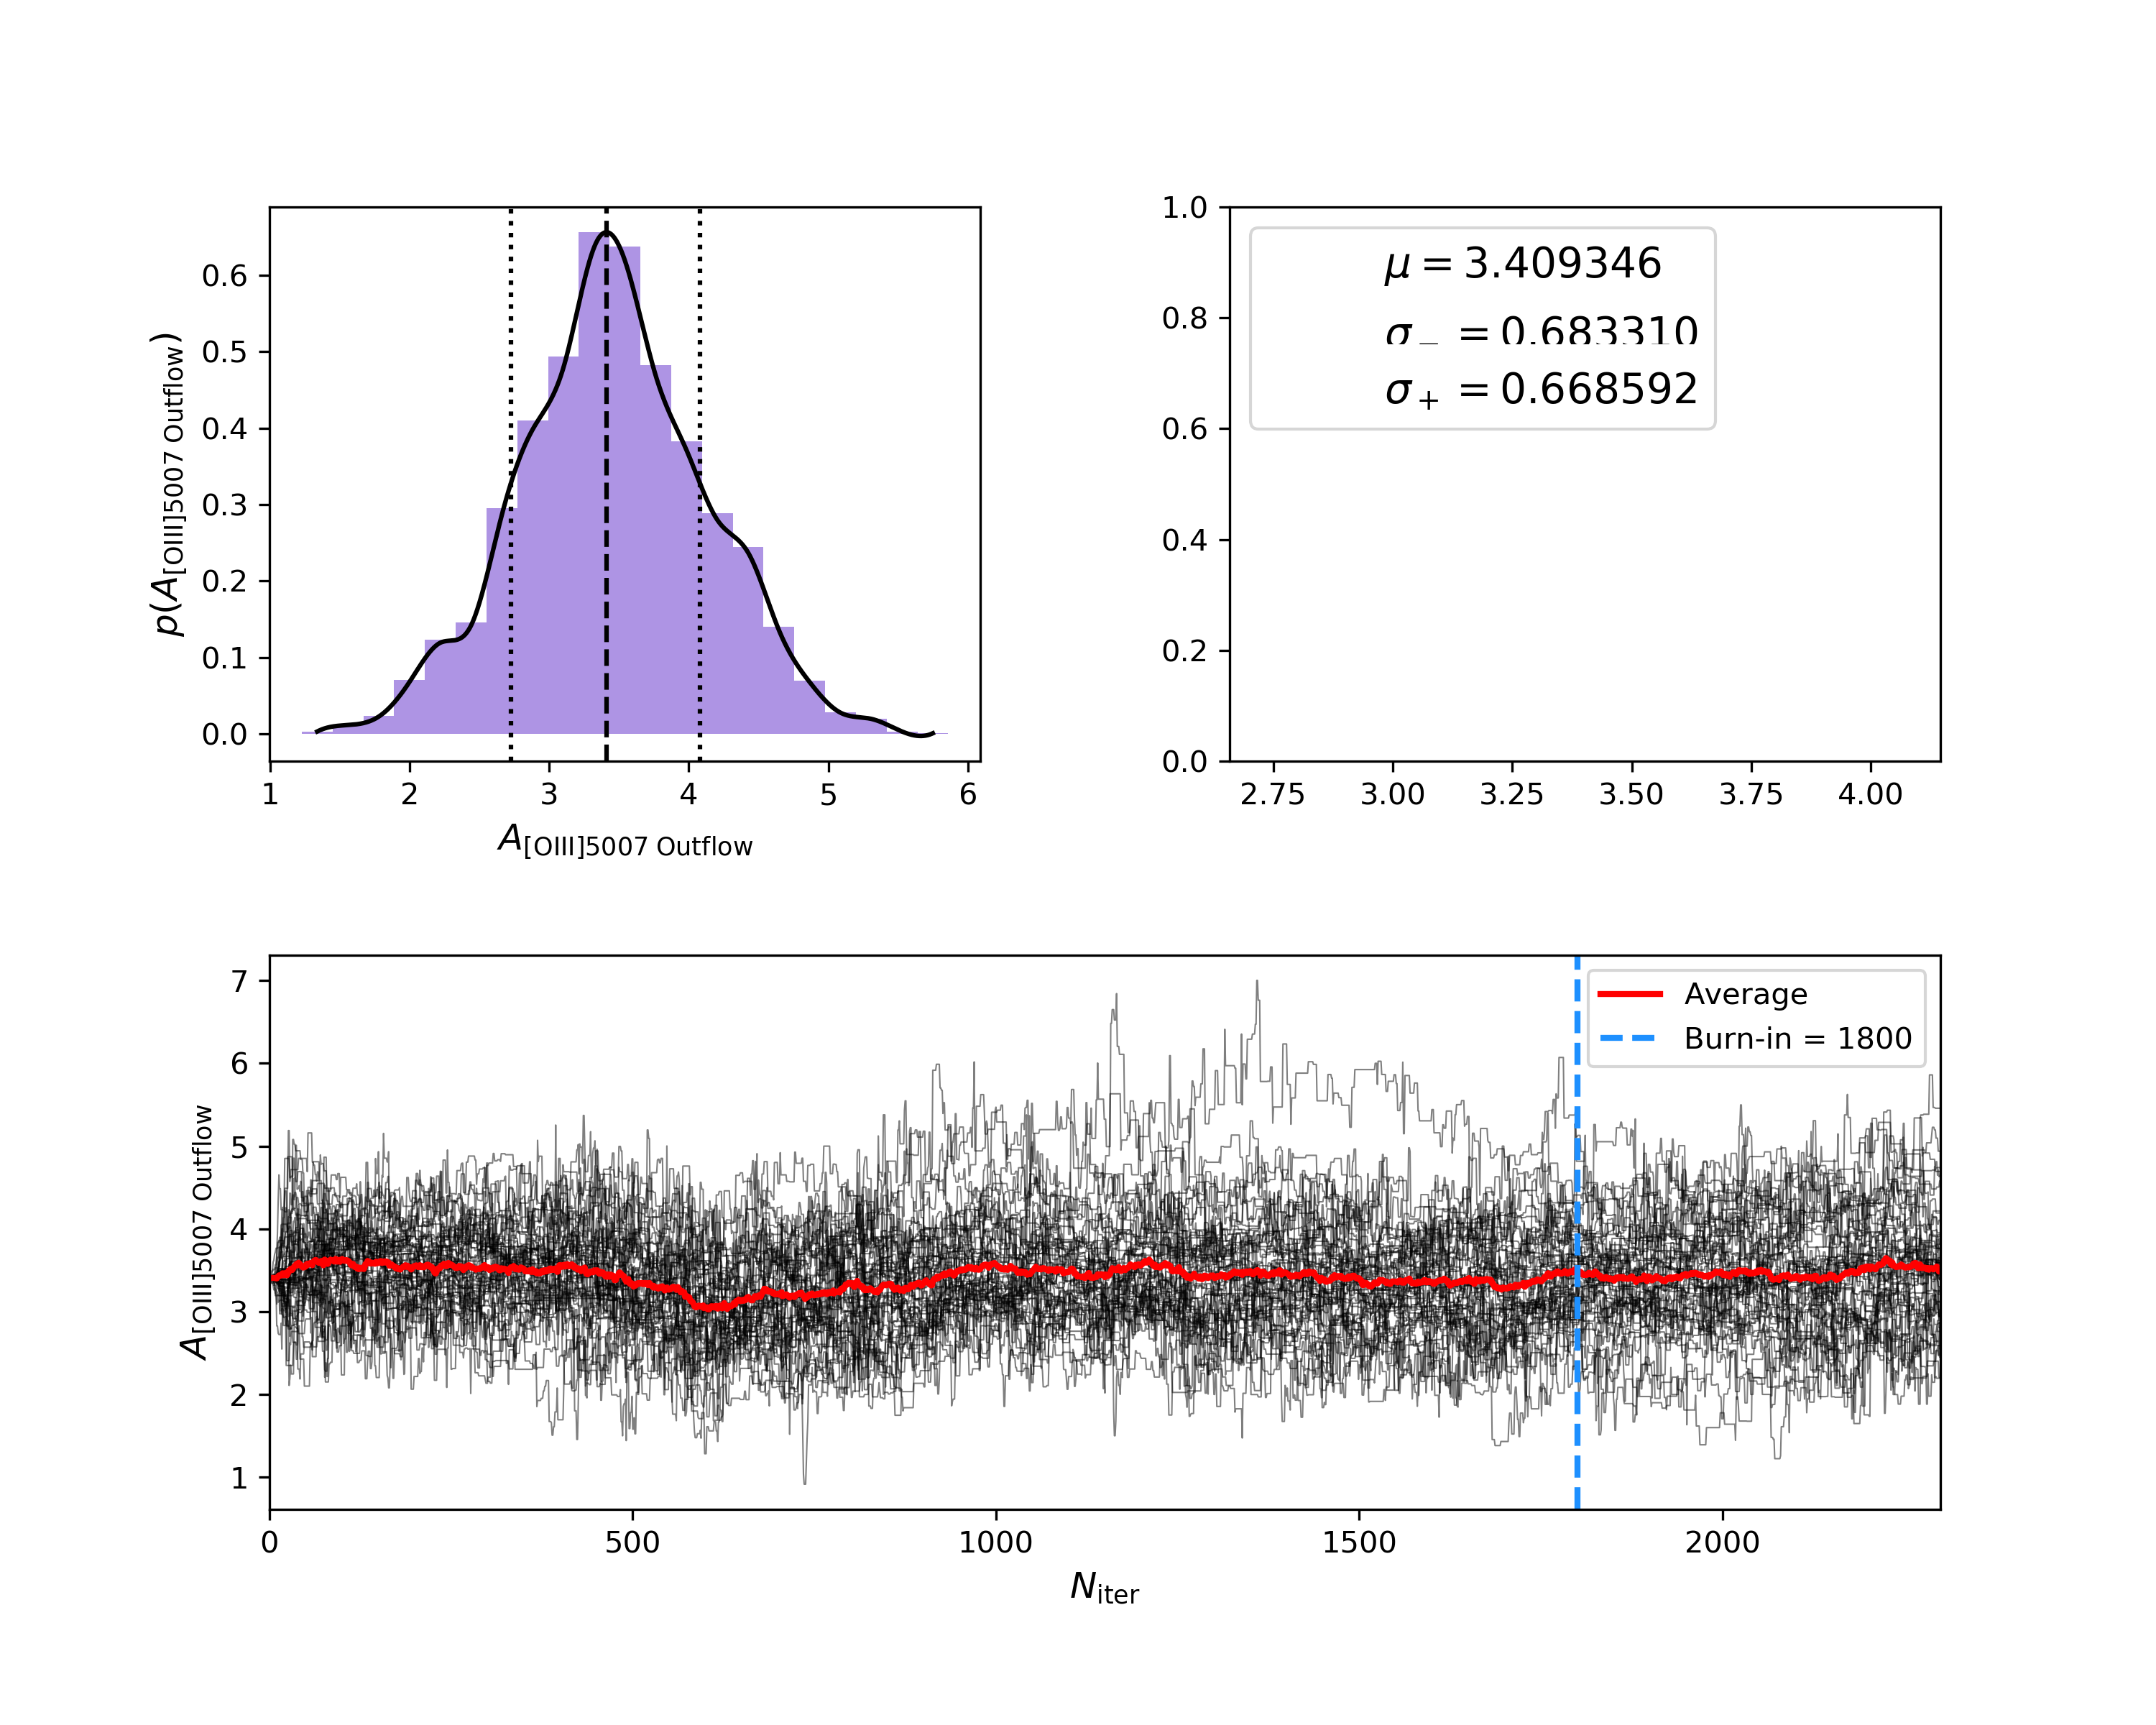 p(A[OIII]5007 Outflow)
0.6
0.5
0.4
0.3
0.2
0.1
0.0
1 2 3 4 5 6
A[OIII]5007 Outflow
1.0
0.8
0.6
0.4
0.2
0.0
μ = 3.409346
σ− = 0.683310
σ+ = 0.668592
2.75 3.00 3.25 3.50 3.75 4.00
A[OIII]5007 Outflow
7
6
5
4
3
2
1
Average
Burn-in = 1800
0 500 1000 1500 2000
Niter